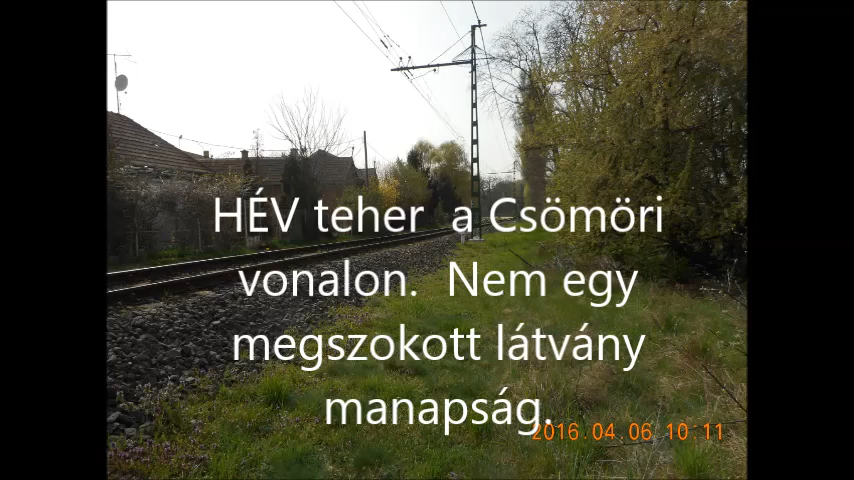 HÉV teher  a Csömöri
vonalon.  Nem egy
megszokott látvány
manapság.
2016.04.06 10 11